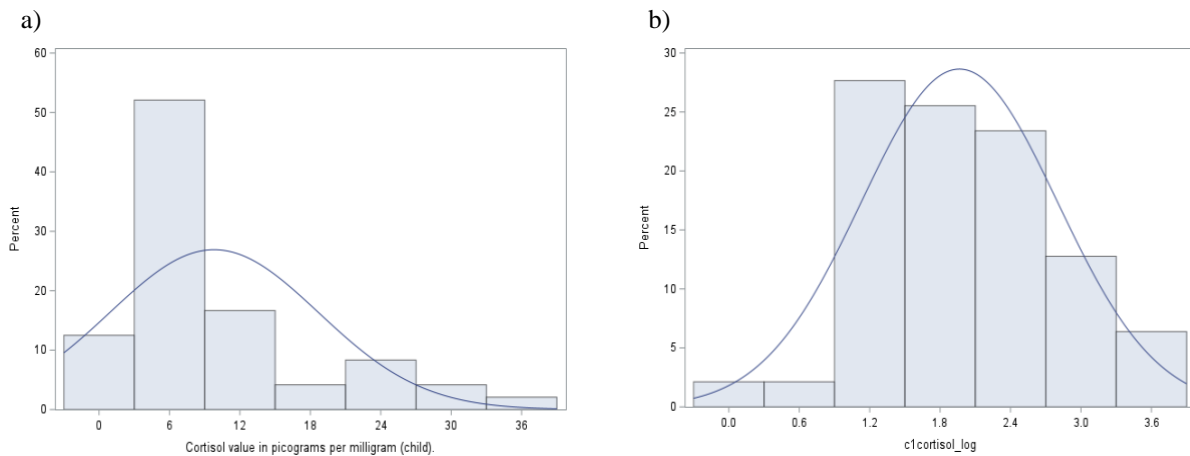 a)
60
50
40
30
20
10
0
Percent
0 6 12 18 24 30 36
Cortisol value in picograms per milligram (child).
b)
30
25
20
15
10
5
0
Percent
0.0 0.6 1.2 1.8 2.4 3.0 3.6
c1cortisol_log